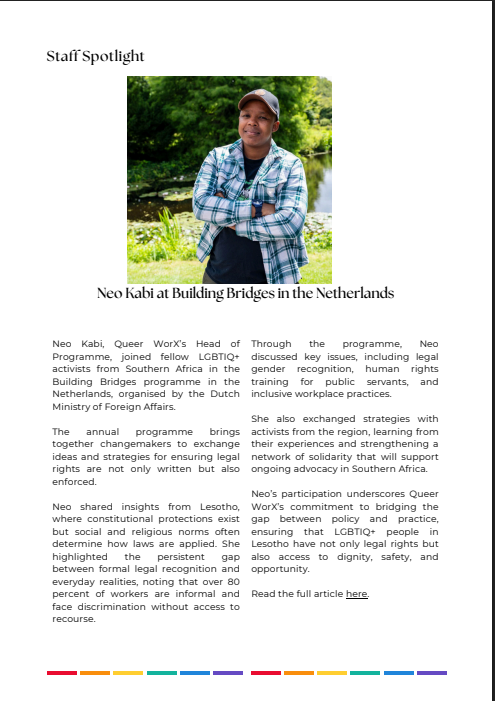 Staff Spotlight
Neo Kabi at Building Bridges in the Netherlands
Neo Kabi, Queer WorX's Head of
Programme, joined fellow LGBTIQ+
activists from Southern Africa in the
Building Bridges programme in the
Netherlands, organised by the Dutch
Ministry of Foreign Affairs.
The annual programme brings
together changemakers to exchange
ideas and strategies for ensuring legal
rights are not only written but also
enforced.
Neo shared insights from Lesotho,
where constitutional protections exist
but social and religious norms often
determine how laws are applied. She
highlighted the persistent gap
between formal legal recognition and
everyday realities, noting that over 80
percent of workers are informal and
face discrimination without access to
recourse.
Through the programme, Neo
discussed key issues, including legal
gender recognition, human rights
training for public servants, and
inclusive workplace practices.
She also exchanged strategies with
activists from the region, learning from
their experiences and strengthening a
network of solidarity that will support
ongoing advocacy in Southern Africa.
Neo's participation underscores Queer
WorX's commitment to bridging the
gap between policy and practice,
ensuring that LGBTIQ+ people in
Lesotho have not only legal rights but
also access to dignity, safety, and
opportunity.
Read the full article here.